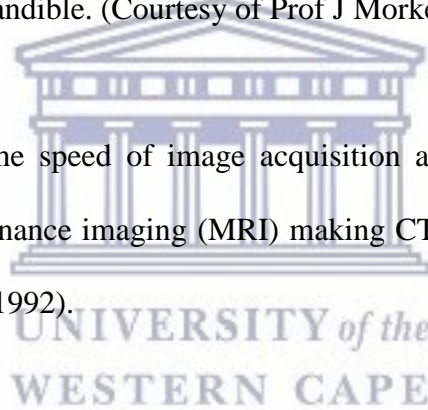 andible. (Courtesy of Prof J Morke
ne speed of image acquisition a
nance imaging (MRI) making CT
1992).
UNIVERSITY of the
WESTERN CAPE